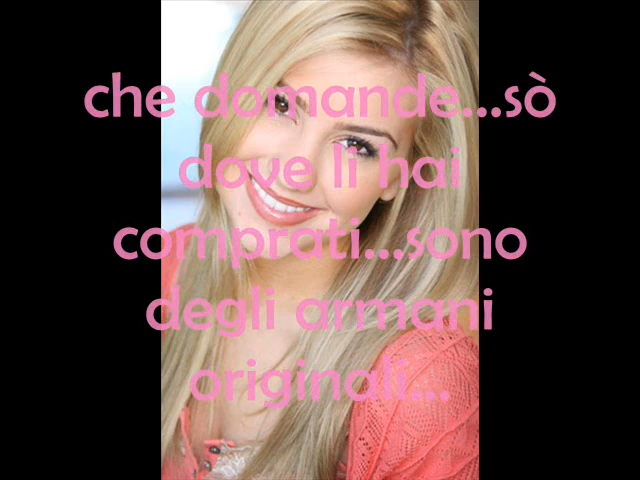 che domande...sò
dove li hai
comprati...sono
degli armani
originali...